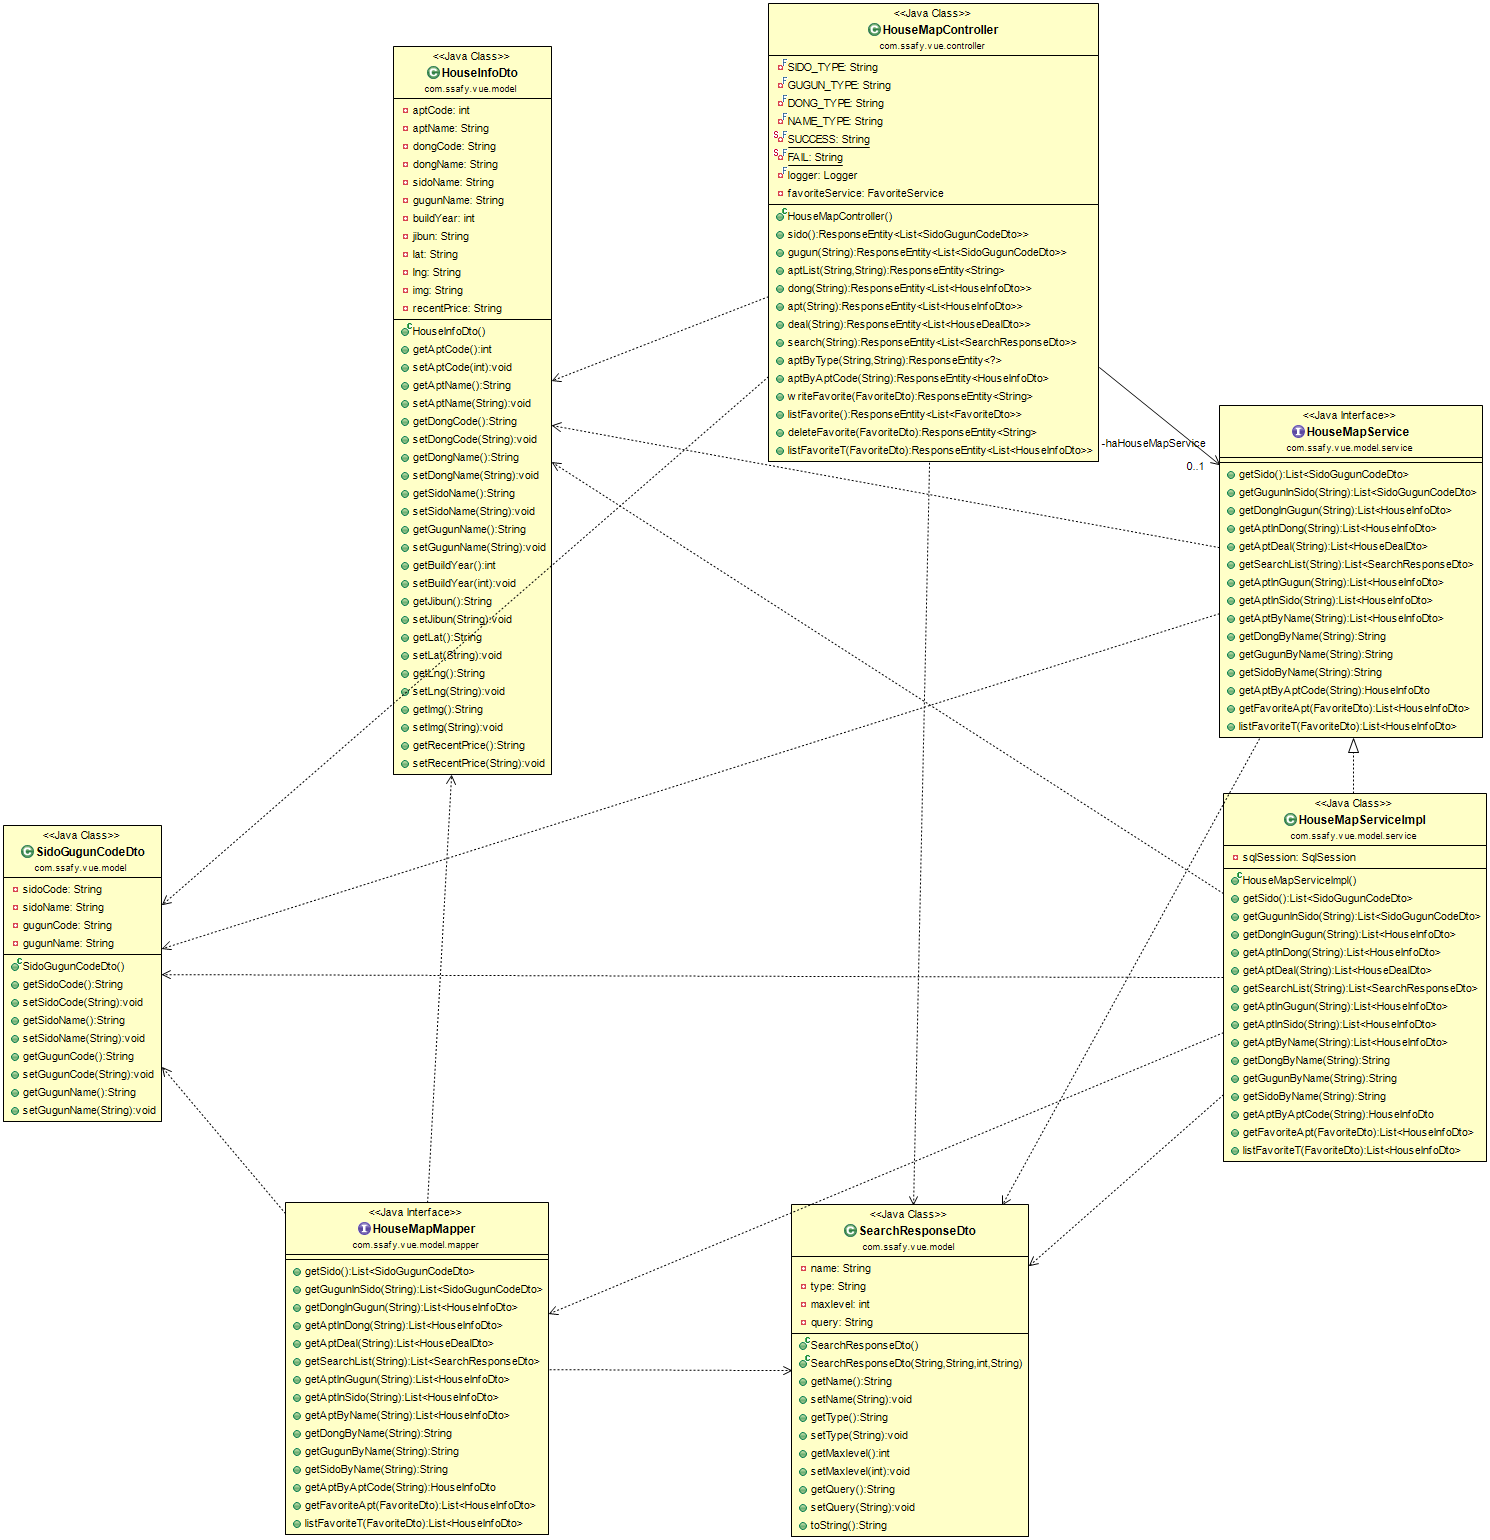 <<Java Class>>
HouseMapController
com.ssafy.vue.controller
SIDO_TYPE: String
GUGUN_TYPE: String
DONG_TYPE: String
NAME_TYPE: String
SUCCESS: String
FAIL: String
logger: Logger
favoriteService: FavoriteService
HouseMapController()
sido():ResponseEntity<List<SidoGugunCodeDto>>
gugun(String):ResponseEntity<List<SidoGugunCodeDto>>
aptList(String,String):ResponseEntity<String>
dong(String):ResponseEntity<List<HouseInfoDto>>
apt(String):ResponseEntity<List<HouseInfoDto>>
deal(String):ResponseEntity<List<HouseDealDto>>
search(String):ResponseEntity<List<SearchResponseDto>>
aptByType(String,String):ResponseEntity<?>
aptByAptCode(String):ResponseEntity<HouseInfoDto>
writeFavorite(FavoriteDto):ResponseEntity<String>
listFavorite():ResponseEntity<List<FavoriteDto>>
deleteFavorite(FavoriteDto):ResponseEntity<String>
listFavoriteT(FavoriteDto):ResponseEntity<List<HouseInfoDto>>
<<Java Class>>
HouseInfoDto
com.ssafy.vue.model
aptCode: int
aptName: String
dongCode: String
dongName: String
sidoName: String
gugunName: String
buildYear: int
jibun: String
lat: String
lng: String
img: String
recentPrice: String
HouseInfoDto()
getAptCode():int
setAptCode(int):void
getAptName():String
setAptName(String):void
getDongCode():String
setDongCode(String):void
getDongName():String
setDongName(String):void
getSidoName():String
setSidoName(String):void
getGugunName():String
setGugunName(String):void
getBuildYear():int
setBuildYear(int):void
getJibun():String
setJibun(String):void
getLat():String
setLat(String):void
getLng():String
setLng(String):void
getImg():String
setImg(String):void
getRecentPrice():String
setRecentPrice(String):void
-haHouseMapService
0..1
<<Java Interface>>
HouseMapService
com.ssafy.vue.model.service
getSido():List<SidoGugunCodeDto>
getGugunInSido(String):List<SidoGugunCodeDto>
getDongInGugun(String):List<HouseInfoDto>
getAptInDong(String):List<HouseInfoDto>
getAptDeal(String):List<HouseDealDto>
getSearchList(String):List<SearchResponseDto>
getAptInGugun(String):List<HouseInfoDto>
getAptInSido(String):List<HouseInfoDto>
getAptByName(String):List<HouseInfoDto>
getDongByName(String):String
getGugunByName(String):String
getSidoByName(String):String
getAptByAptCode(String):HouseInfoDto
getFavoriteApt(FavoriteDto):List<HouseInfoDto>
listFavoriteT(FavoriteDto):List<HouseInfoDto>
<<Java Class>>
HouseMapServiceImpl
com.ssafy.vue.model.service
sqlSession: SqlSession
HouseMapServiceImpl()
getSido():List<SidoGugunCodeDto>
getGugunInSido(String):List<SidoGugunCodeDto>
getDongInGugun(String):List<HouseInfoDto>
getAptInDong(String):List<HouseInfoDto>
getAptDeal(String):List<HouseDealDto>
getSearchList(String):List<SearchResponseDto>
getAptInGugun(String):List<HouseInfoDto>
getAptInSido(String):List<HouseInfoDto>
getAptByName(String):List<HouseInfoDto>
getDongByName(String):String
getGugunByName(String):String
getSidoByName(String):String
getAptByAptCode(String):HouseInfoDto
getFavoriteApt(FavoriteDto):List<HouseInfoDto>
listFavoriteT(FavoriteDto):List<HouseInfoDto>
<<Java Class>>
SidoGugunCodeDto
com.ssafy.vue.model
sidoCode: String
sidoName: String
gugunCode: String
gugunName: String
SidoGugunCodeDto()
getSidoCode():String
setSidoCode(String):void
getSidoName():String
setSidoName(String):void
getGugunCode():String
setGugunCode(String):void
getGugunName():String
setGugunName(String):void
<<Java Interface>>
HouseMapMapper
com.ssafy.vue.model.mapper
getSido():List<SidoGugunCodeDto>
getGugunInSido(String):List<SidoGugunCodeDto>
getDongInGugun(String):List<HouseInfoDto>
getAptInDong(String):List<HouseInfoDto>
getAptDeal(String):List<HouseDealDto>
getSearchList(String):List<SearchResponseDto>
getAptInGugun(String):List<HouseInfoDto>
getAptInSido(String):List<HouseInfoDto>
getAptByName(String):List<HouseInfoDto>
getDongByName(String):String
getGugunByName(String):String
getSidoByName(String):String
getAptByAptCode(String):HouseInfoDto
getFavoriteApt(FavoriteDto):List<HouseInfoDto>
listFavoriteT(FavoriteDto):List<HouseInfoDto>
<<Java Class>>
SearchResponseDto
com.ssafy.vue.model
name: String
type: String
maxlevel: int
query: String
SearchResponseDto()
SearchResponseDto(String,String,int,String)
getName():String
setName(String):void
getType():String
setType(String):void
getMaxlevel():int
setMaxlevel(int):void
getQuery():String
setQuery(String):void
toString():String